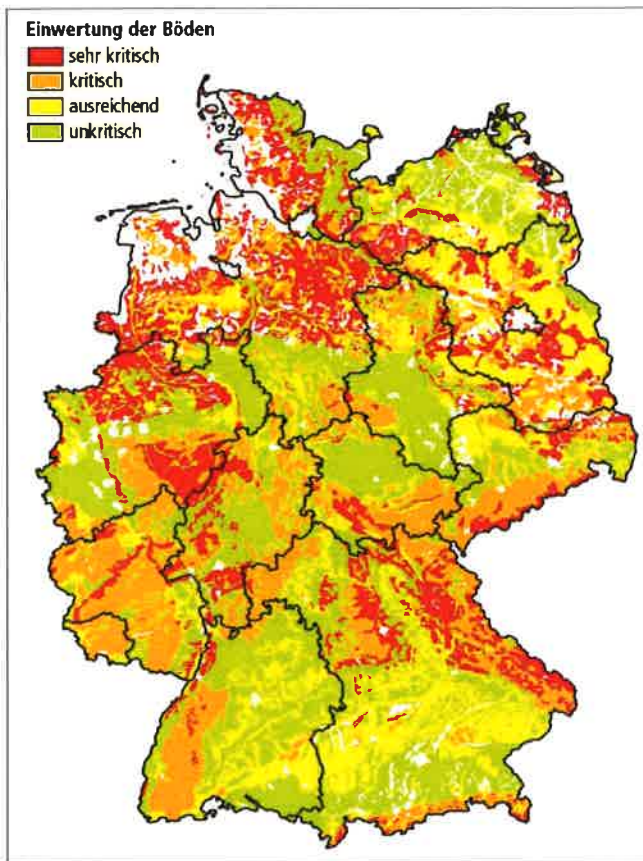 Einwertung der Böden
sehr kritisch
kritisch
ausreichend
unkritisch